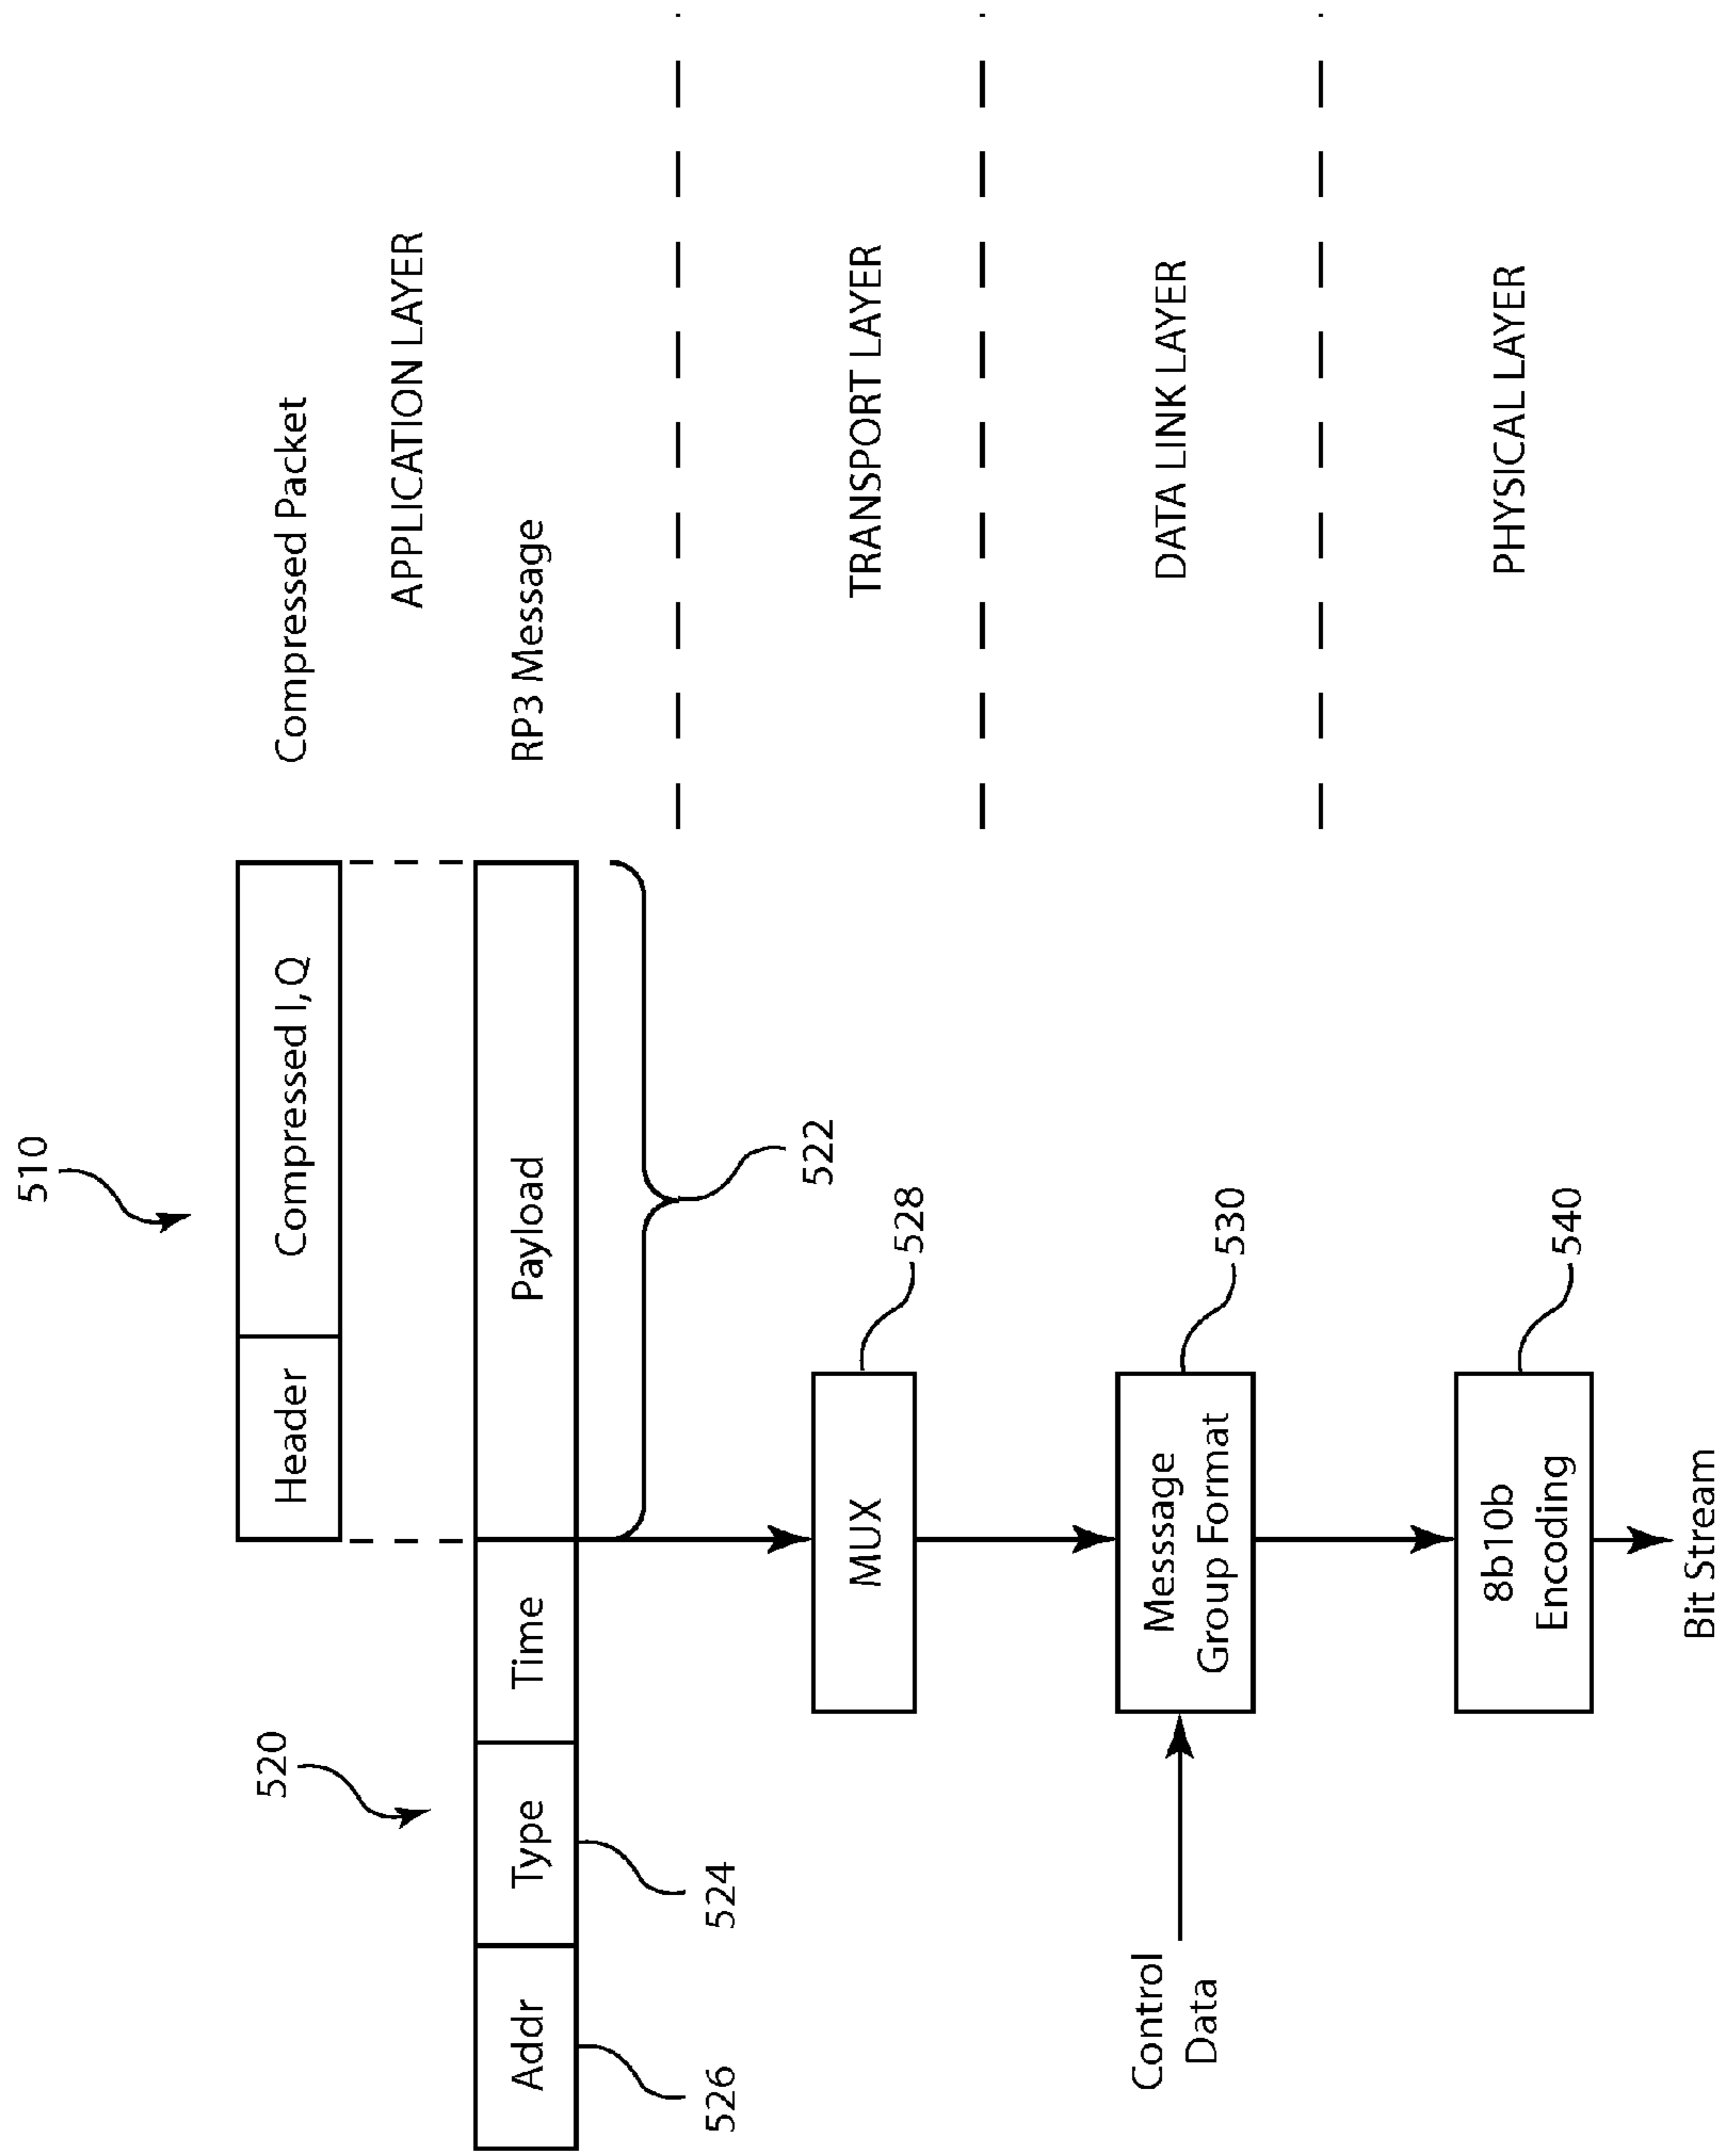 510
Header
Compressed I, Q
Compressed Packet
APPLICATION LAYER
520
Addr
Type
Time
Payload
RP3 Message
526
524
522
TRANSPORT LAYER
MUX
528
DATA LINK LAYER
Control
Data
Messsage
Group Format
530
PHYSICAL LAYER
8b10b
Encoding
540
Bit Stream